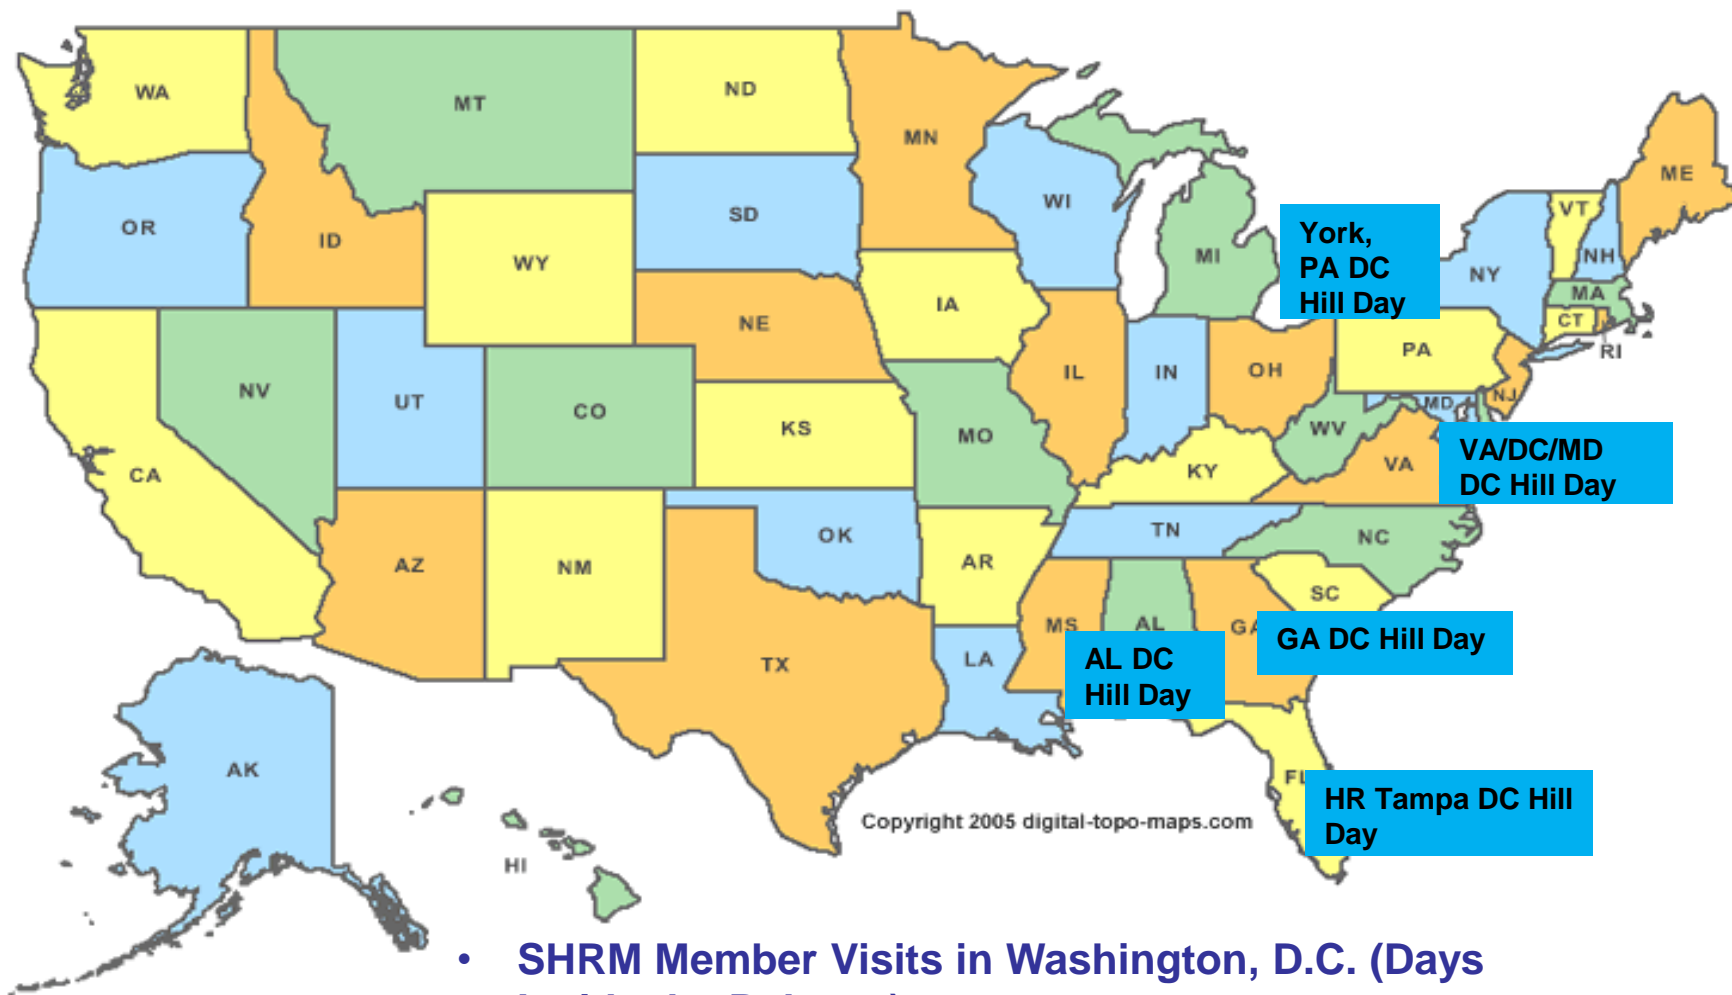 WA
MT
ND
MN
ME
OR
ID
WY
SD
WI
MI
York,
PA DC
Hill Day
NY
VT
NH
MA
CT
RI
NV
UT
CO
NE
IA
IL
IN
OH
PA
NJ
MD
CA
KS
MO
KY
WV
VA
VA/DC/MD
DC Hill Day
AZ
NM
OK
AR
TN
NC
SC
TX
LA
MS
AL
AL DC
Hill Day
GA DC Hill Day
FL
HR Tampa DC Hill
Day
AK
HI
Copyright 2005 digital-topo-maps.com
• SHRM Member Visits in Washington, D.C. (Days